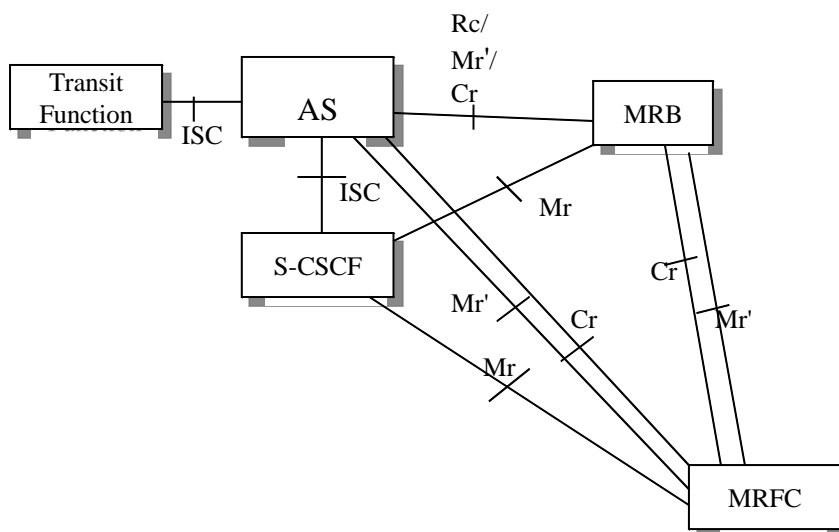 Rc/
Mr'/
Cr
Transit
Function
AS
MRB
ISC
ISC
Mr
S-CSCF
Cr
Mr'
Cr
Mr'
Mr
MRFC